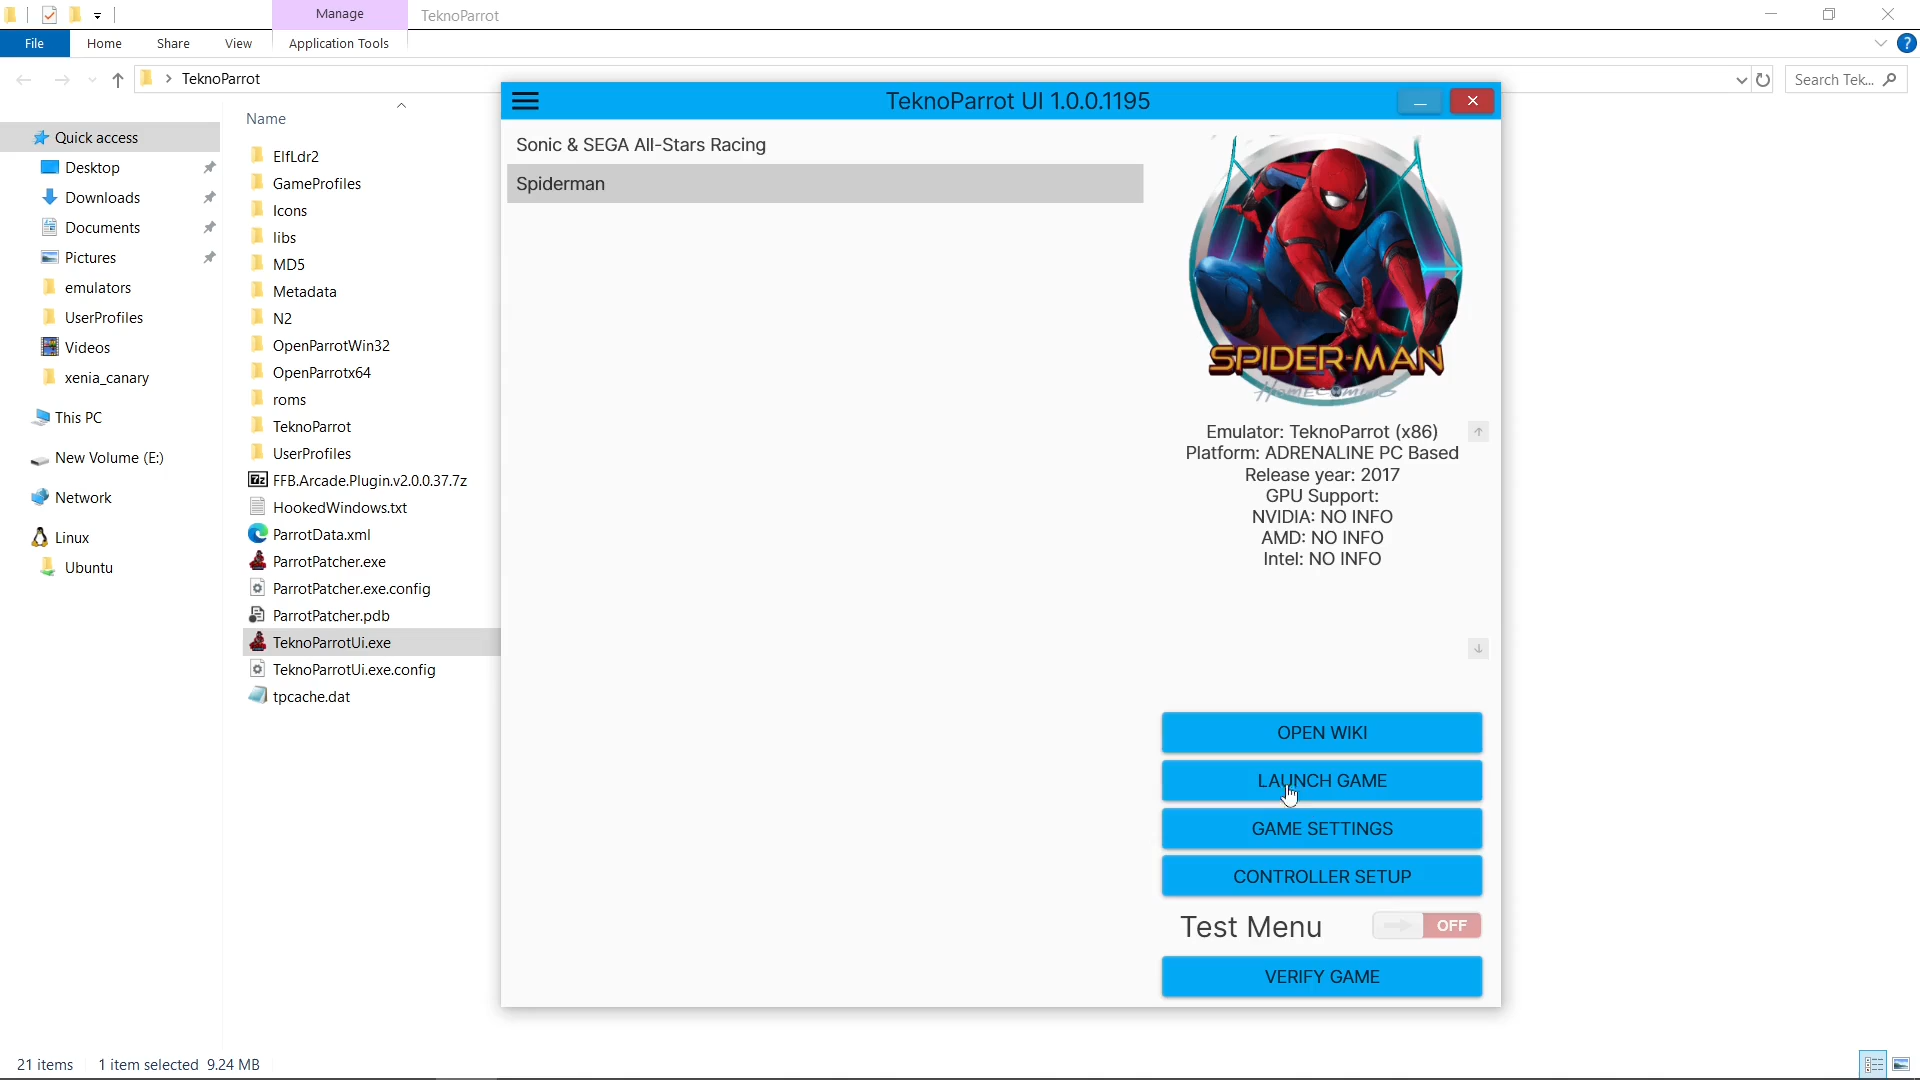 Manage
TeknoParrot
File
Home
Share
View
Application Tools
?
TeknoParrot
Search Tek...
Name
Quick access
Desktop
Downloads
Documents
Pictures
emulators
UserProfiles
Videos
xenia_canary
This PC
New Volume (E:)
Network
Linux
Ubuntu
ElfLdr2
GameProfiles
Icons
libs
MD5
Metadata
N2
OpenParrotWin32
OpenParrotx64
roms
TeknoParrot
UserProfiles
7z FFB.Arcade.Plugin.v2.0.0.37.7z
HookedWindows.txt
ParrotData.xml
ParrotPatcher.exe
ParrotPatcher.exe.config
ParrotPatcher.pdb
TeknoParrotUi.exe
TeknoParrotUi.exe.config
tpcache.dat
TeknoParrot UI 1.0.0.1195
Sonic & SEGA All-Stars Racing
Spiderman
SPIDER-MAN
HOMECOMING
Emulator: TeknoParrot (x86)
Platform: ADRENALINE PC Based
Release year: 2017
GPU Support:
NVIDIA: NO INFO
AMD: NO INFO
Intel: NO INFO
OPEN WIKI
LAUNCH GAME
GAME SETTINGS
CONTROLLER SETUP
Test Menu
OFF
VERIFY GAME
21 items
1 item selected 9.24 MB